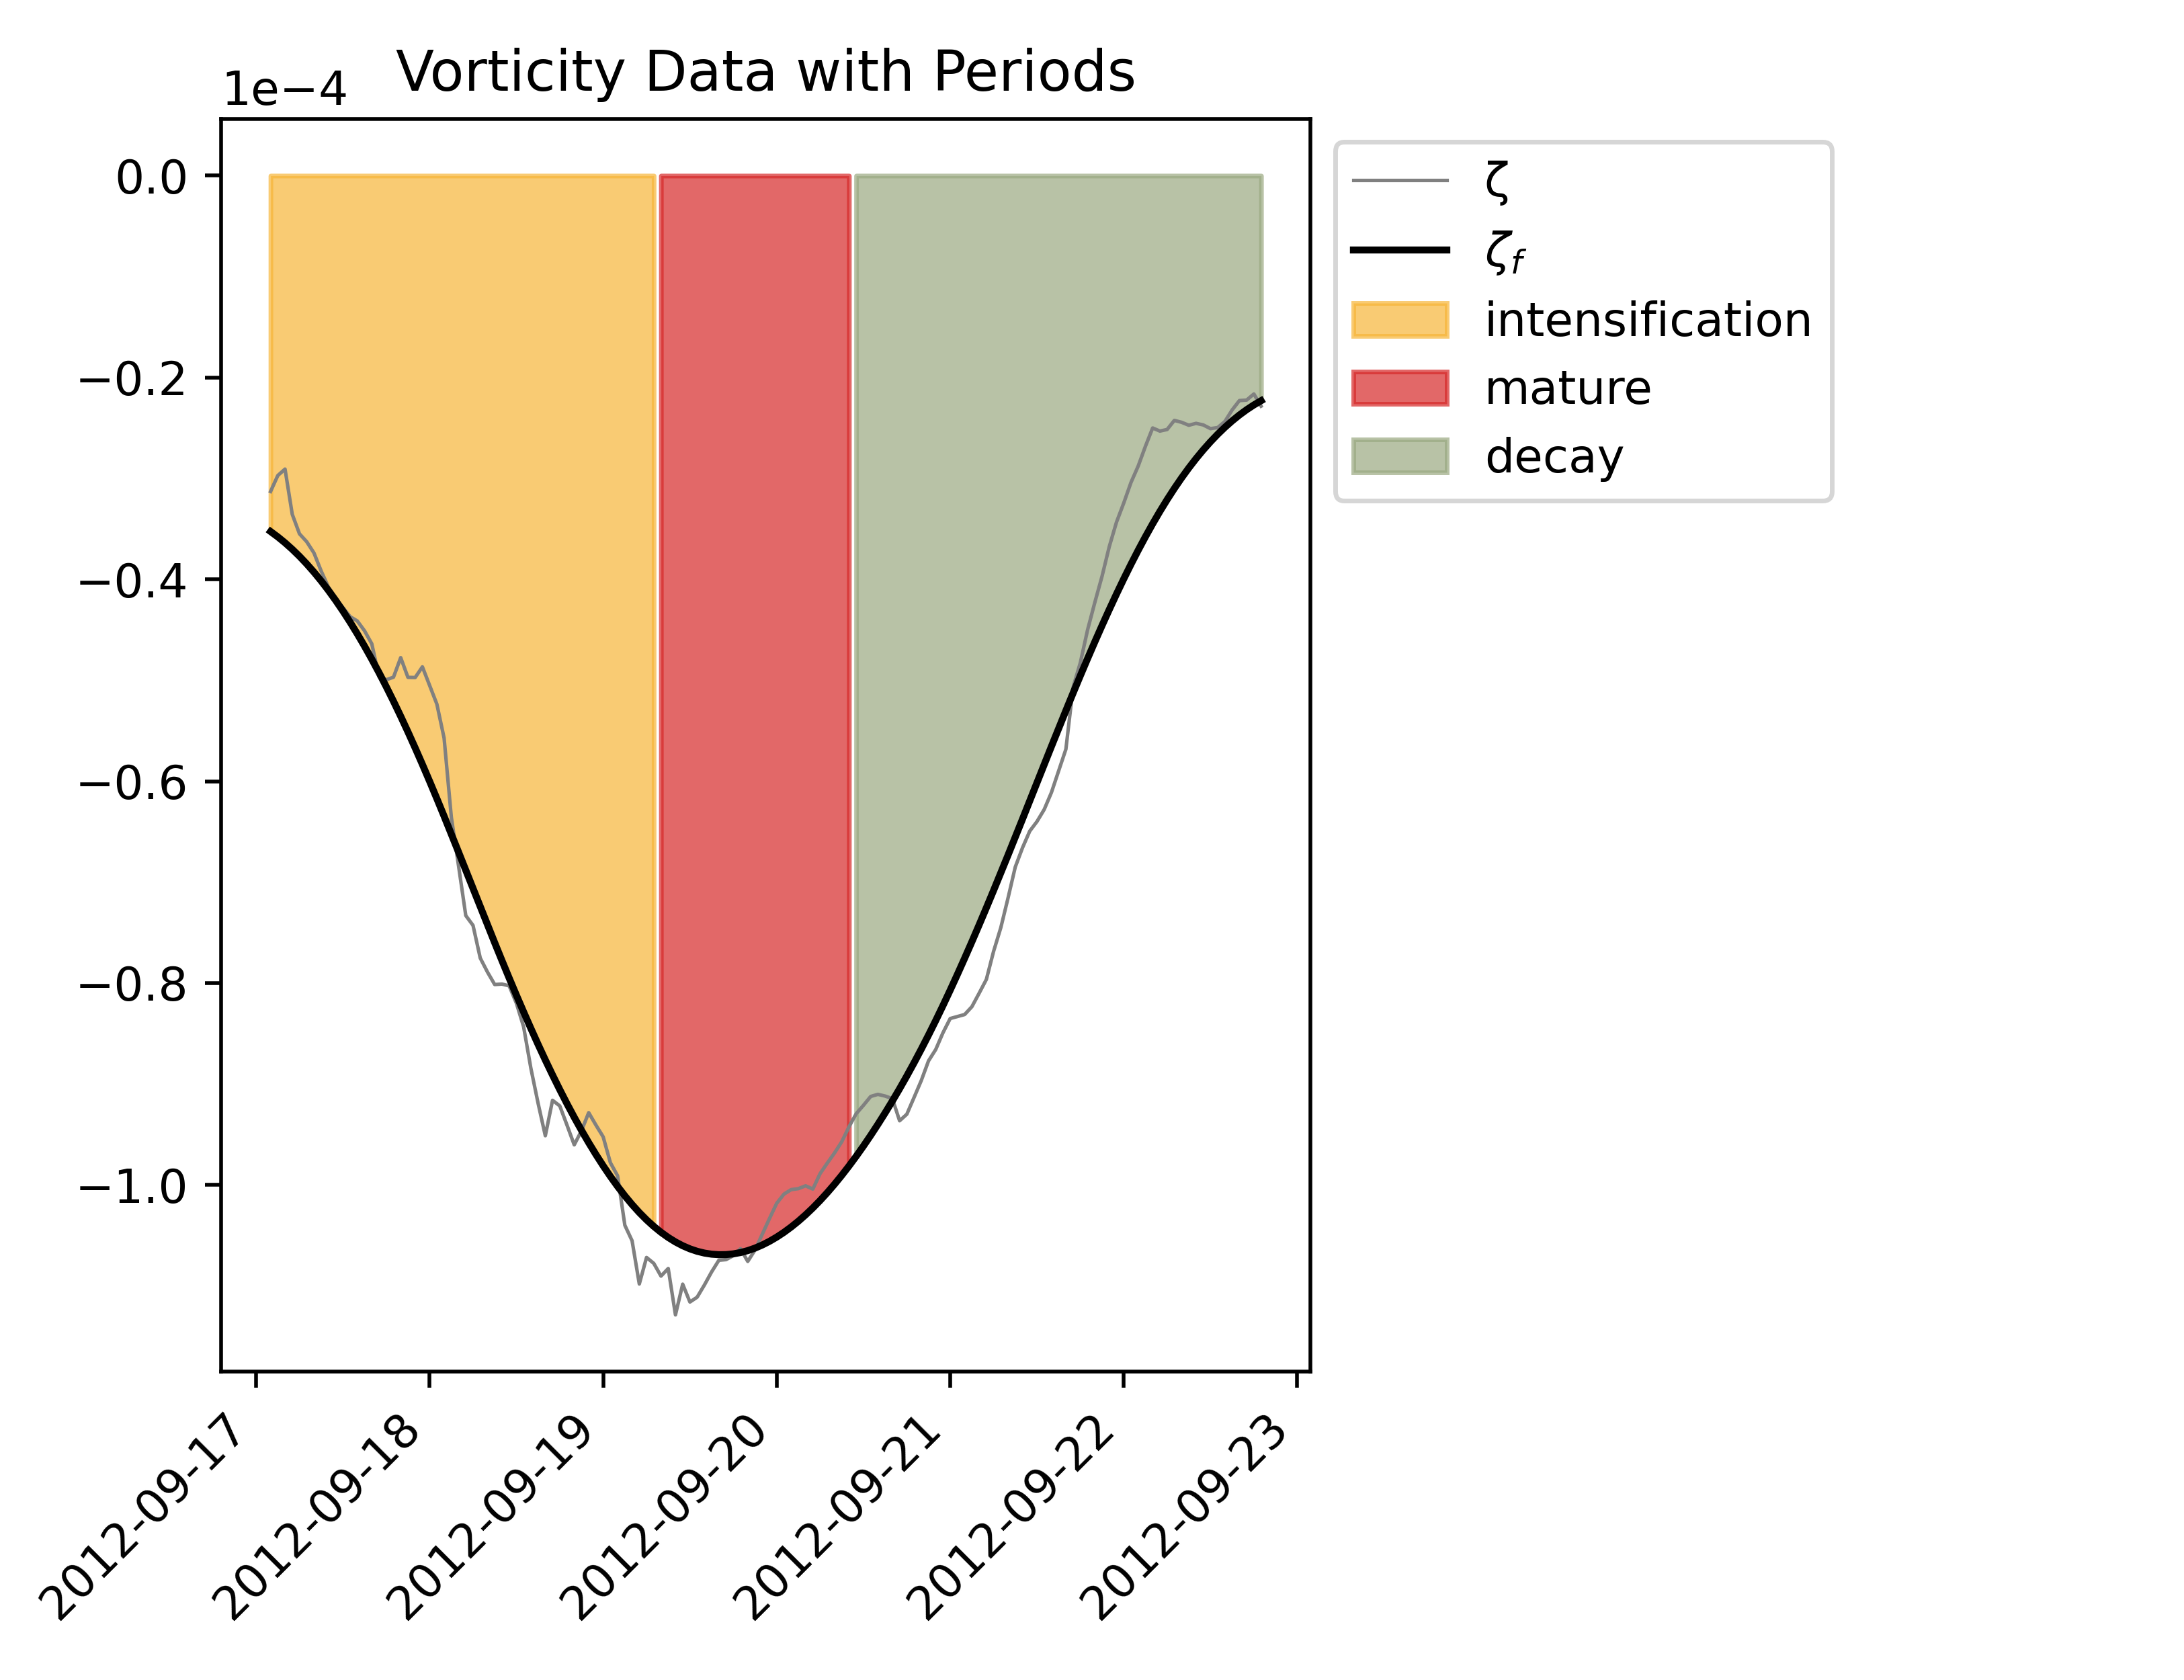 Vorticity Data with Periods
1e−4
0.0
−0.2
−0.4
−0.6
−0.8
−1.0
2012-09-17
2012-09-18
2012-09-19
2012-09-20
2012-09-21
2012-09-22
2012-09-23
ζ
ζf
intensification
mature
decay